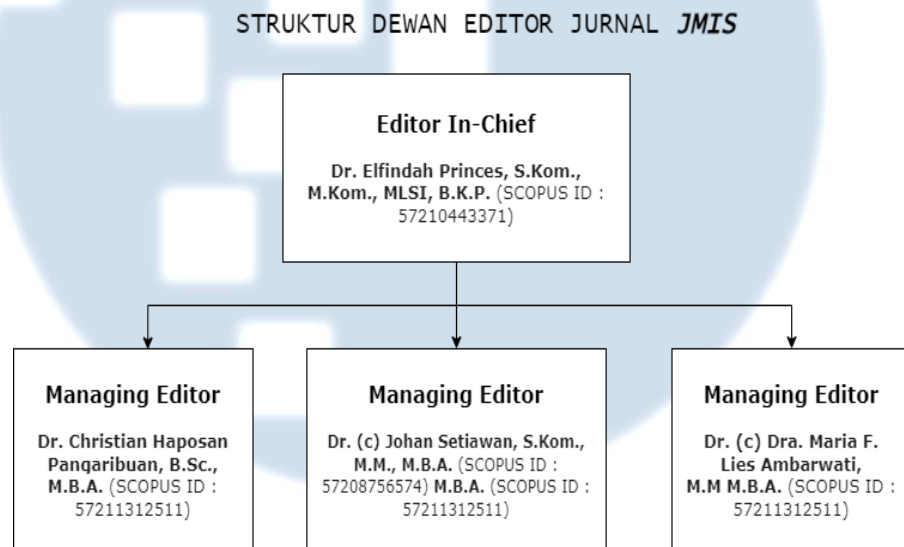 STRUKTUR DEWAN EDITOR JURNAL JMIS
Editor In-Chief
Dr. Elfindah Princes, S.Kom.,
M.Kom., MLSI, B.K.P. (SCOPUS ID :
57210443371)
Managing Editor
Dr. Christian Haposan
Pangaribuan, B.Sc.,
M.B.A. (SCOPUS ID :
57211312511)
Managing Editor
Dr. (c) Johan Setiawan, S.Kom.,
M.M., M.B.A. (SCOPUS ID :
57208756574) M.B.A. (SCOPUS ID :
57211312511)
Managing Editor
Dr. (c) Dra. Maria F.
Lies Ambarwati,
M.M M.B.A. (SCOPUS ID :
57211312511)